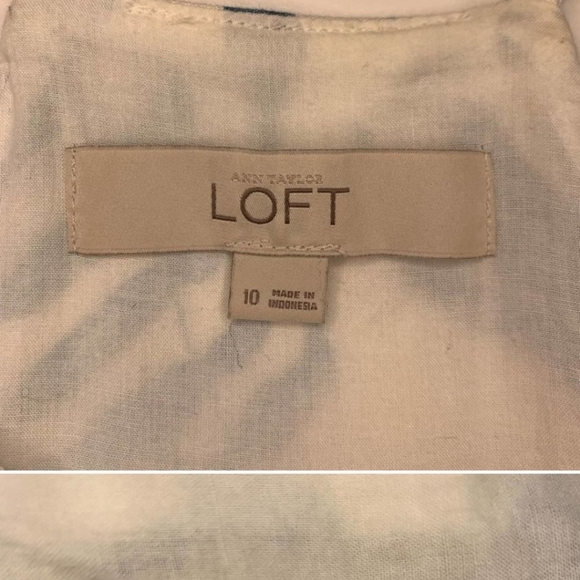 ANN TAYLOR
LOFT
10
MADE IN
INDONESIA